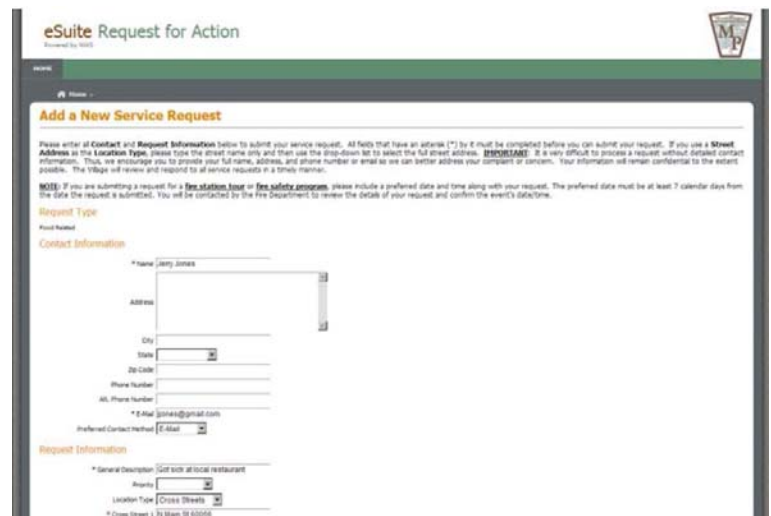 eSuite Request for Action
Powered by NWS
MP
HOME
Home
Add a New Service Request
Please enter all Contact and Request Information below to submit your service request. All fields that have an asterisk (*) by it must be completed before you can submit your request. If you use a Street
Address as the Location Type, please type the street name only and then use the drop-down list to select the full street address. IMPORTANT: It is very difficult to process a request without detailed contact
information. Thus, we encourage you to provide your full name, address, and phone number or email so we can better address your complaint or concern. Your information will remain confidential to the extent
possible. The Village will review and respond to all service requests in a timely manner.
NOTE: If you are submitting a request for a fire station tour or fire safety program, please include a preferred date and time along with your request. The preferred date must be at least 7 calendar days from
the date the request is submitted. You will be contacted by the Fire Department to review the details of your request and confirm the event's date/time.
Request Type
Food Related
Contact Information
* Name Jerry Jones
Address
City
State
Zip Code
Phone Number
Alt. Phone Number
* E-Mail jjones@gmail.com
Preferred Contact Method E-Mail
Request Information
* General Description Got sick at local restaurant
Priority
Location Type Cross Streets
* Cross Street 1 N Main St 60056